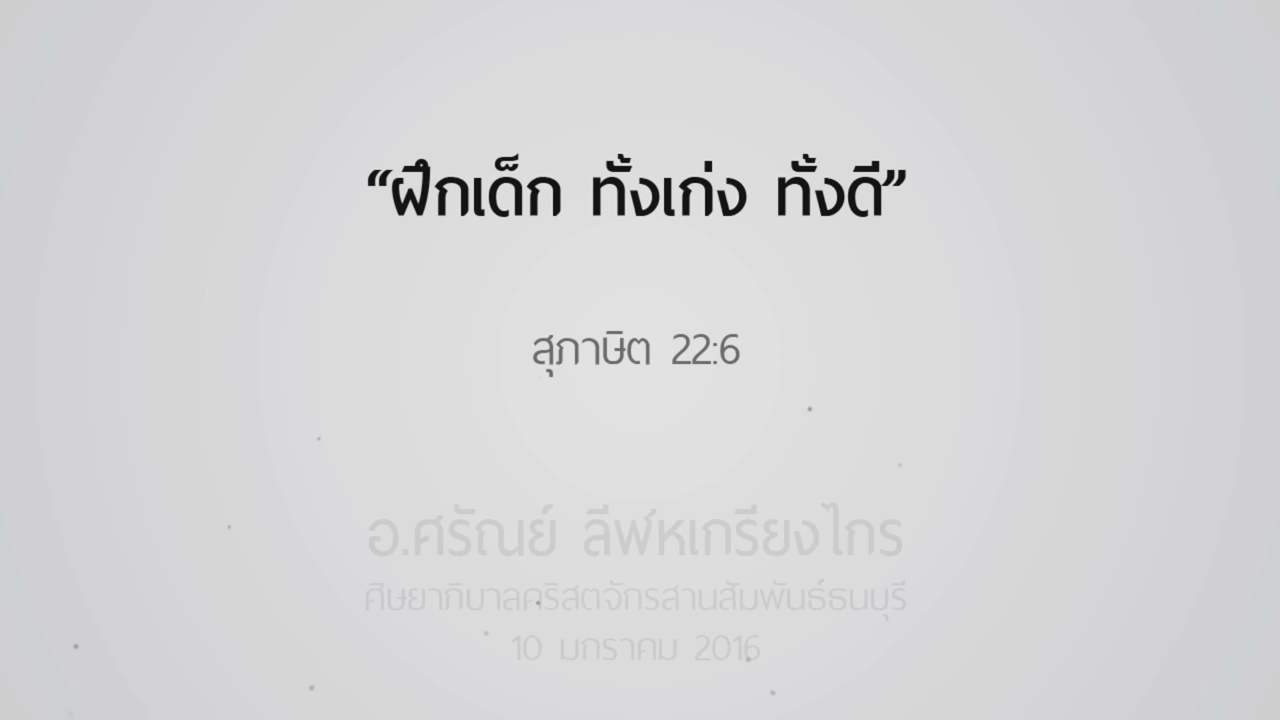 “ฝึกเด็ก ทั้งเก่ง ทั้งดี”
สุภาษิต 22:6
อ.ศรัณย์ ลีฬหเกรียงไกร
ศิษยาภิบาลคริสตจักรสานสัมพันธ์ธนบุรี
10 มกราคม 2016